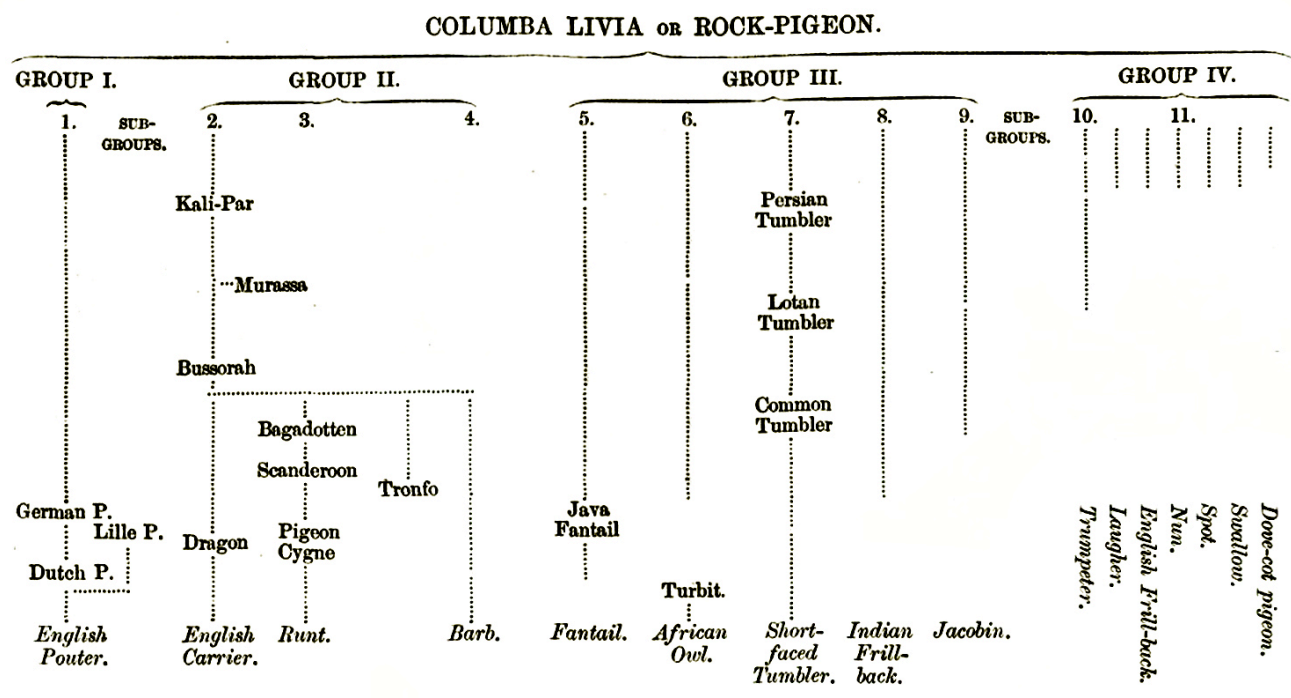 COLUMBA LIVIA OR ROCK-PIGEON.
GROUP I.
GROUP II.
GROUP III.
GROUP IV.
1.
SUB-
GROUPS.
2.
3.
4.
5.
6.
7.
8.
9.
SUB-
GROUPS.
10.
11.
Kali-Par
Persian
Tumbler
Murassa
Lotan
Tumbler
Bussorah
Common
Tumbler
Bagadotten
Scanderoon
Tronfo
German P.
Lille P.
Dragon
Pigeon
Cygne
Java
Fantail
Dutch P.
Turbit.
English
Pouter.
English
Carrier.
Runt.
Barb.
Fantail.
African
Owl.
Short-
faced
Tumbler.
Indian
Frill-
back.
Jacobin.
Trumpeter.
Laugher.
English Frill-back.
Nun.
Spot.
Swallow.
Dove-cot pigeon.